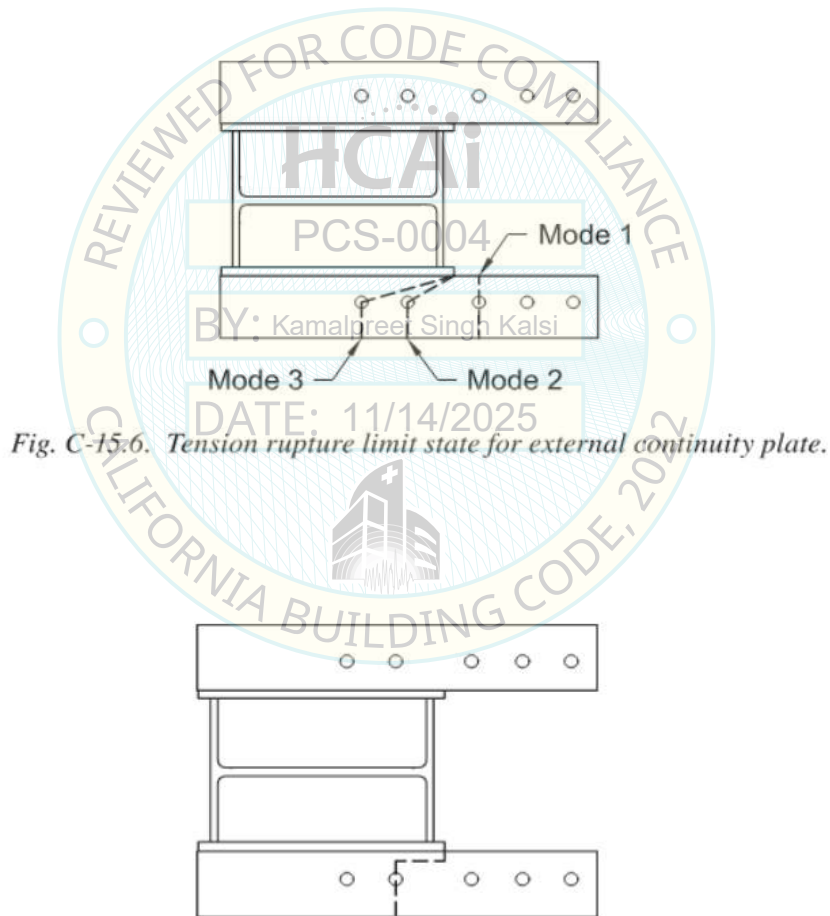 REVIEWED FOR CODE COMPLIANCE
HCAi
PCS-0004
Mode 1
BY: Kamalpreet Singh Kalsi
Mode 3
Mode 2
DATE: 11/14/2025
Fig. C-15.6. Tension rupture limit state for external continuity plate.
CALIFORNIA BUILDING CODE, 2022